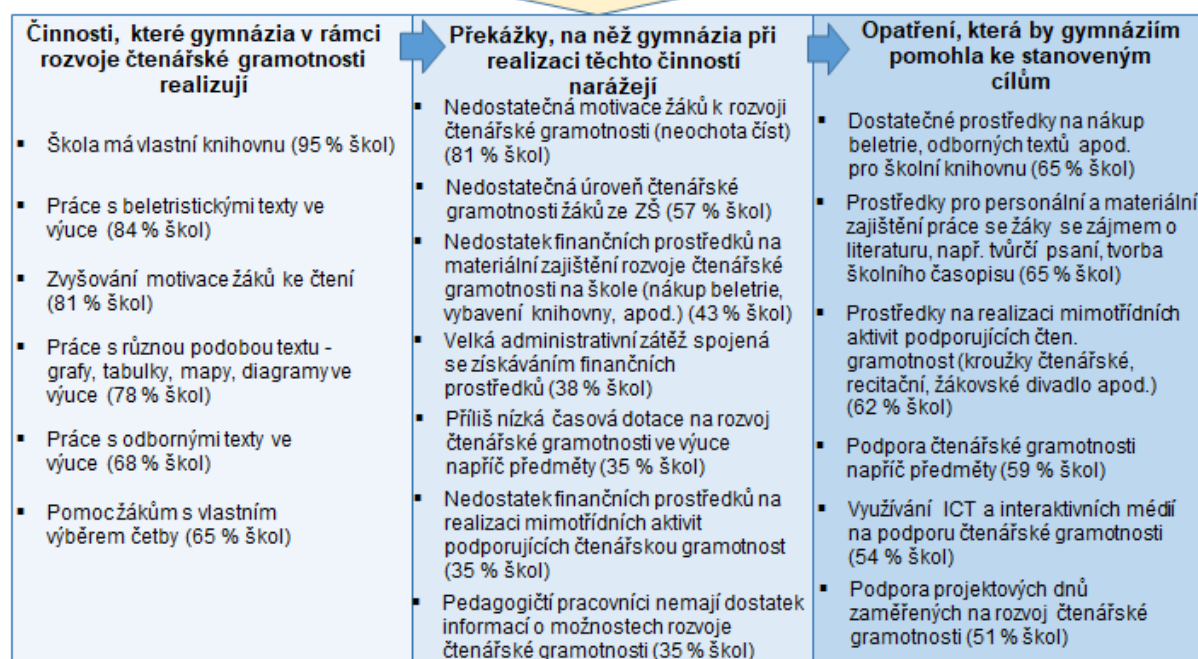 Činnosti, které gymnázia v rámci
rozvoje čtenářské gramotnosti
realizují
▪ Škola má vlastní knihovnu (95 % škol)
▪ Práce s beletristickými texty ve
výuce (84 % škol)
▪ Zvyšování motivace žáků ke čtení
(81 % škol)
▪ Práce s různou podobou textu -
grafy, tabulky, mapy, diagramy ve
výuce (78 % škol)
▪ Práce s odbornými texty ve
výuce (68 % škol)
▪ Pomoc žákům s vlastním
výběrem četby (65 % škol)
Překážky, na něž gymnázia při
realizaci těchto činností
narážejí
▪ Nedostatečná motivace žáků k rozvoji
čtenářské gramotnosti (neochota číst)
(81 % škol)
▪ Nedostatečná úroveň čtenářské
gramotnosti žáků ze ZŠ (57 % škol)
▪ Nedostatek finančních prostředků na
materiální zajištění rozvoje čtenářské
gramotnosti na škole (nákup beletrie,
vybavení knihovny, apod.) (43 % škol)
▪ Velká administrativní zátěž spojená
se získáváním finančních
prostředků (38 % škol)
▪ Příliš nízká časová dotace na rozvoj
čtenářské gramotnosti ve výuce
napříč předměty (35 % škol)
▪ Nedostatek finančních prostředků na
realizaci mimotřídních aktivit
podporujících čtenářskou gramotnost
(35 % škol)
▪ Pedagogičtí pracovníci nemají dostatek
informací o možnostech rozvoje
čtenářské gramotnosti (35 % škol)
Opatření, která by gymnáziím
pomohla ke stanoveným
cílům
▪ Dostatečné prostředky na nákup
beletrie, odborných textů apod.
pro školní knihovnu (65 % škol)
▪ Prostředky pro personální a materiální
zajištění práce se žáky se zájmem o
literaturu, např. tvůrčí psaní, tvorba
školního časopisu (65 % škol)
▪ Prostředky na realizaci mimotřídních
aktivit podporujících čten.
gramotnost (kroužky čtenářské,
recitační, žákovské divadlo apod.)
(62 % škol)
▪ Podpora čtenářské gramotnosti
napříč předměty (59 % škol)
▪ Využívání ICT a interaktivních médií
na podporu čtenářské gramotnosti
(54 % škol)
▪ Podpora projektových dnů
zaměřených na rozvoj čtenářské
gramotnosti (51 % škol)